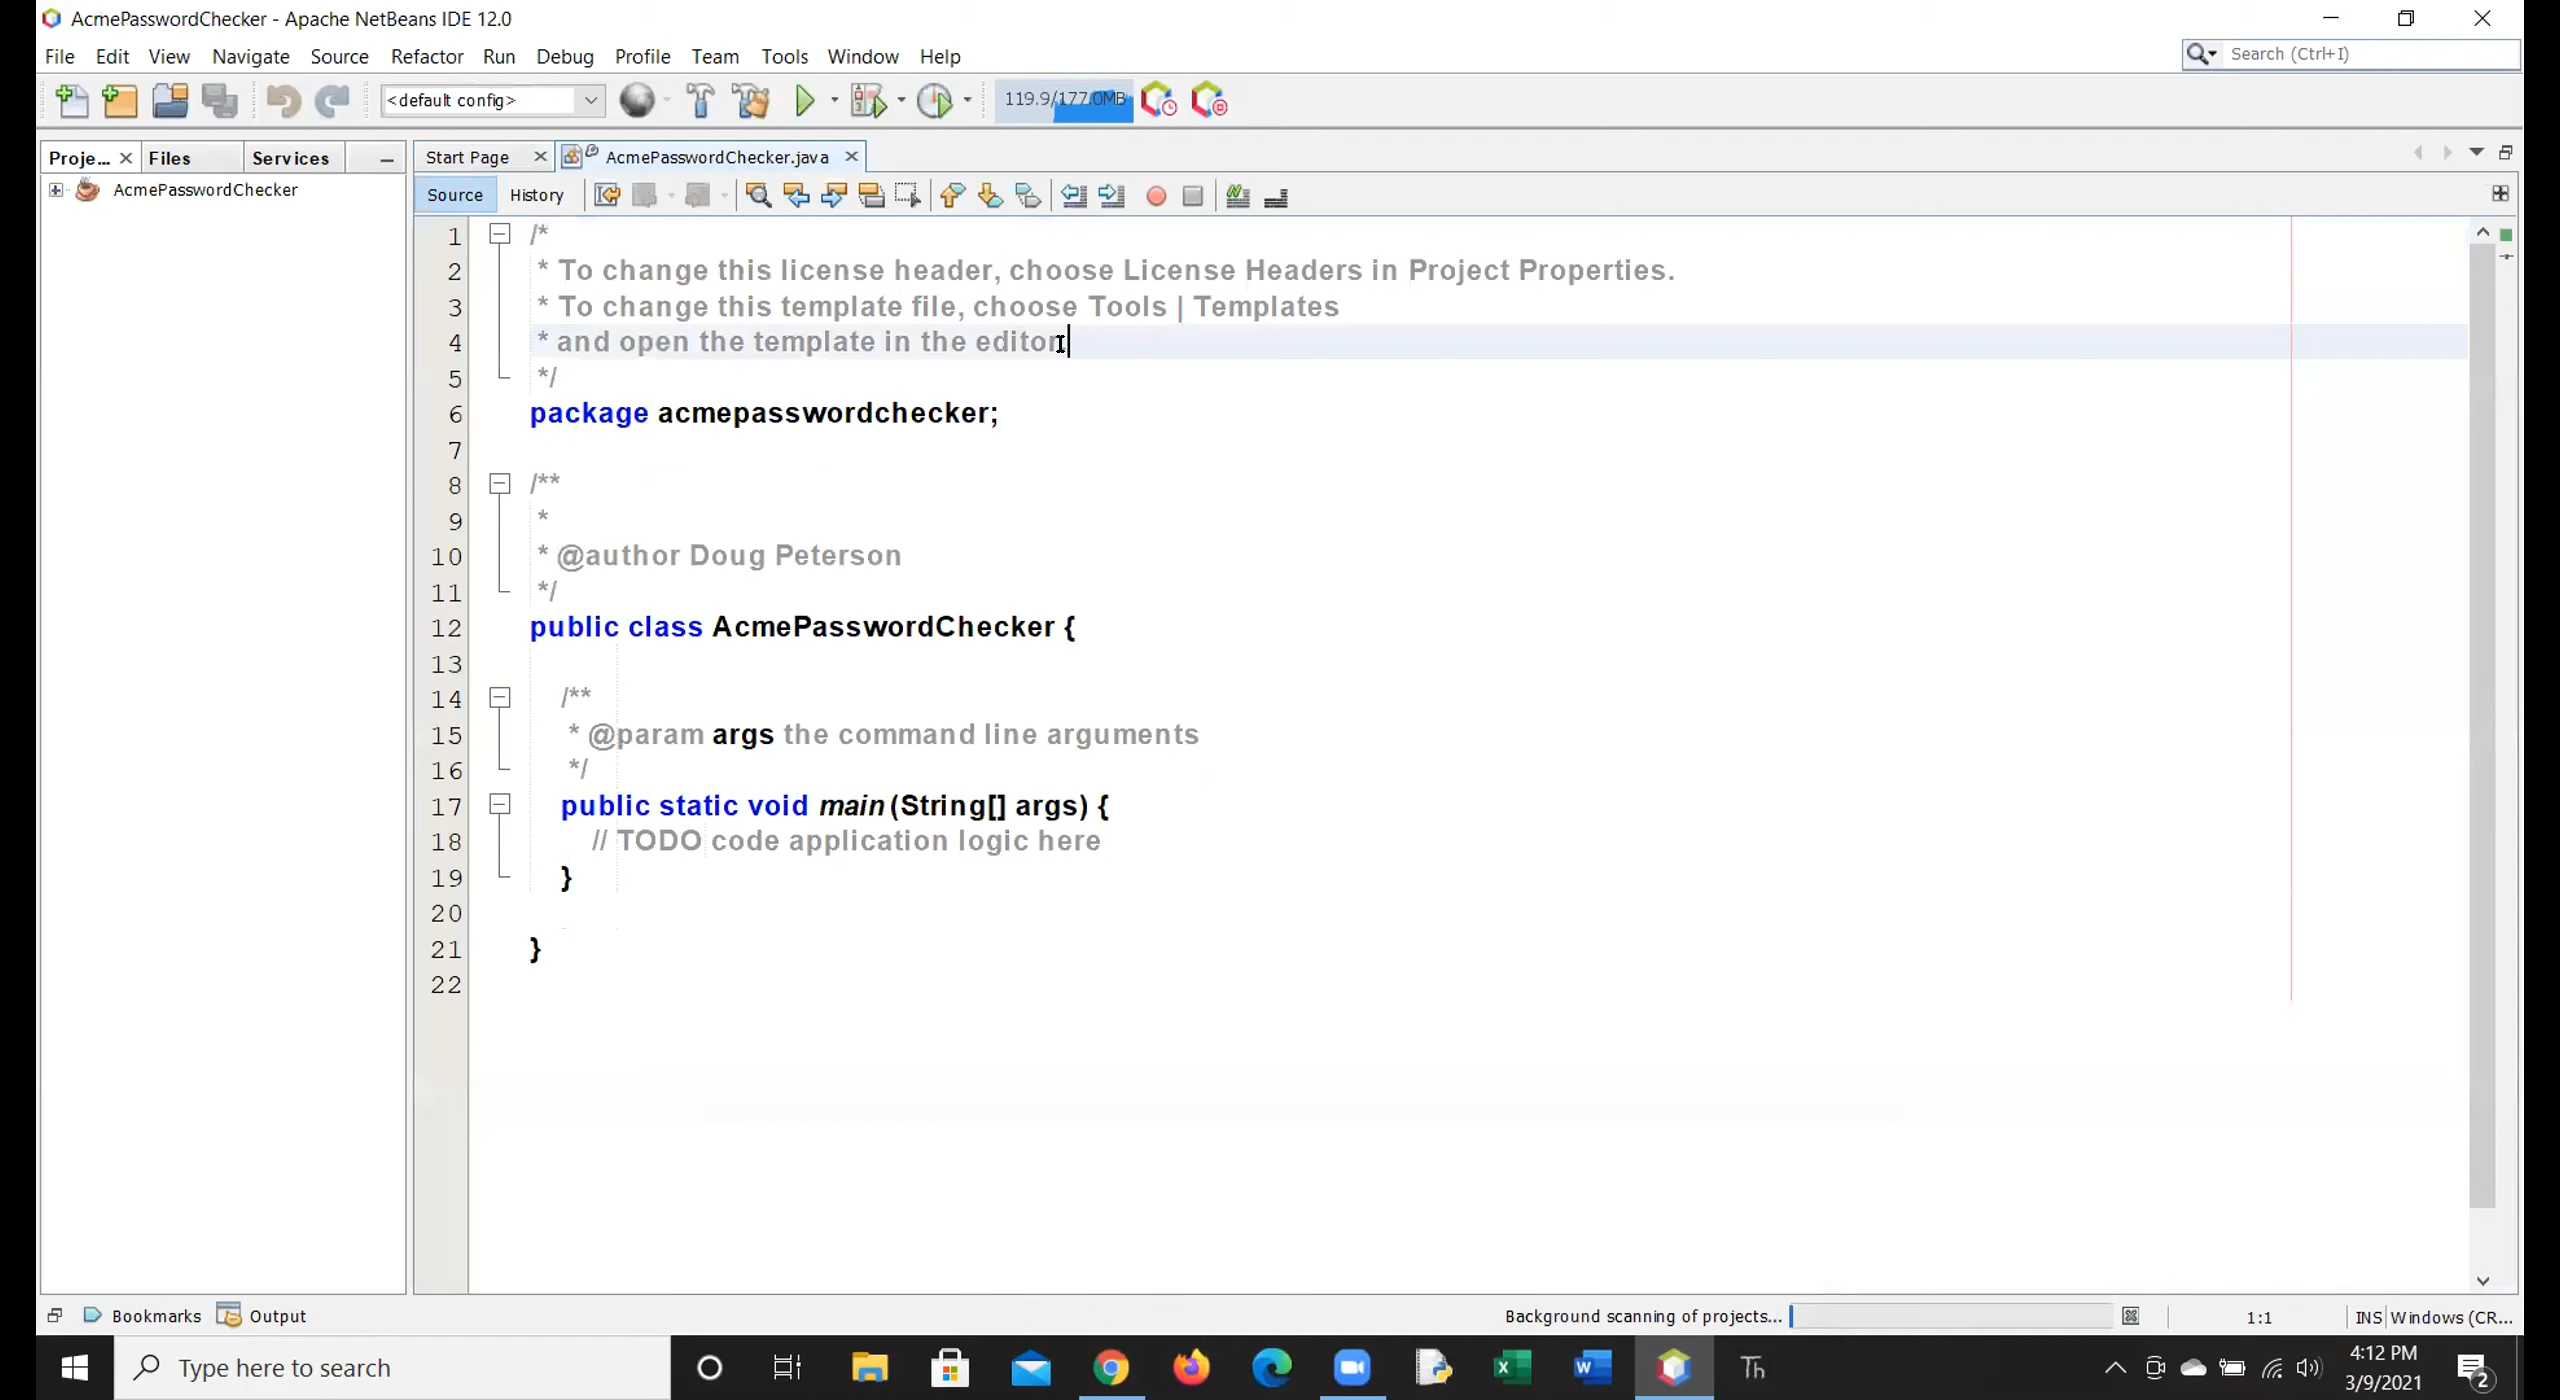 AcmePasswordChecker - Apache NetBeans IDE 12.0
File Edit View Navigate Source Refactor Run Debug Profile Team Tools Window Help
Search (Ctrl+I)
<default config>
119.9/177.0MB
Proje... Files Services
Start Page AcmePasswordChecker.java
AcmePasswordChecker
Source History
1 /*
2 * To change this license header, choose License Headers in Project Properties.
3 * To change this template file, choose Tools | Templates
4 * and open the template in the editor.
5 */
6 package acmepasswordchecker;
7
8 /**
9 *
10 * @author Doug Peterson
11 */
12 public class AcmePasswordChecker {
13
14 /**
15 * @param args the command line arguments
16 */
17 public static void main(String[] args) {
18 // TODO code application logic here
19 }
20
21 }
22
Bookmarks Output
Background scanning of projects...
1:1
INS Windows (CR...
Type here to search
Th
4:12 PM
3/9/2021
2